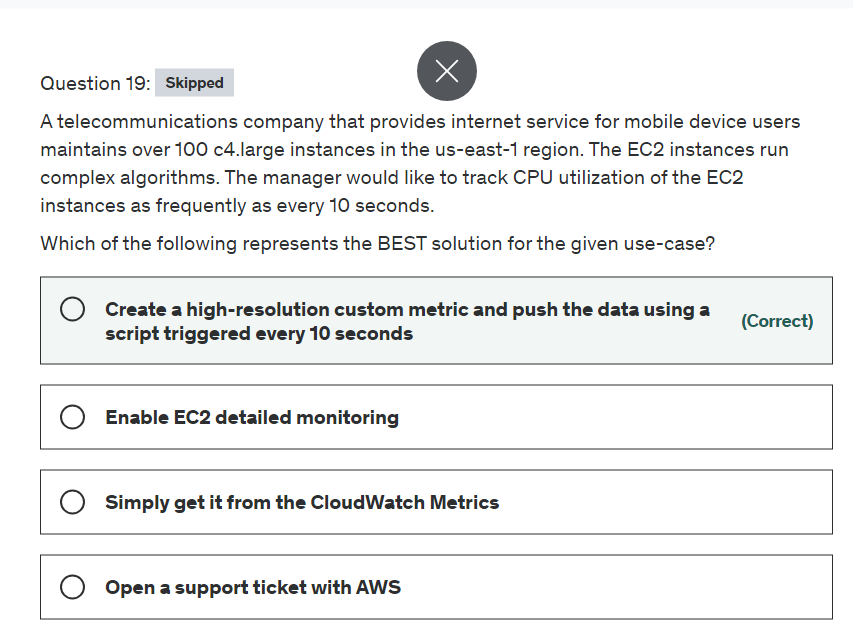 Question 19: Skipped
A telecommunications company that provides internet service for mobile device users
maintains over 100 c4.large instances in the us-east-1 region. The EC2 instances run
complex algorithms. The manager would like to track CPU utilization of the EC2
instances as frequently as every 10 seconds.
Which of the following represents the BEST solution for the given use-case?
Create a high-resolution custom metric and push the data using a
script triggered every 10 seconds
(Correct)
Enable EC2 detailed monitoring
Simply get it from the CloudWatch Metrics
Open a support ticket with AWS